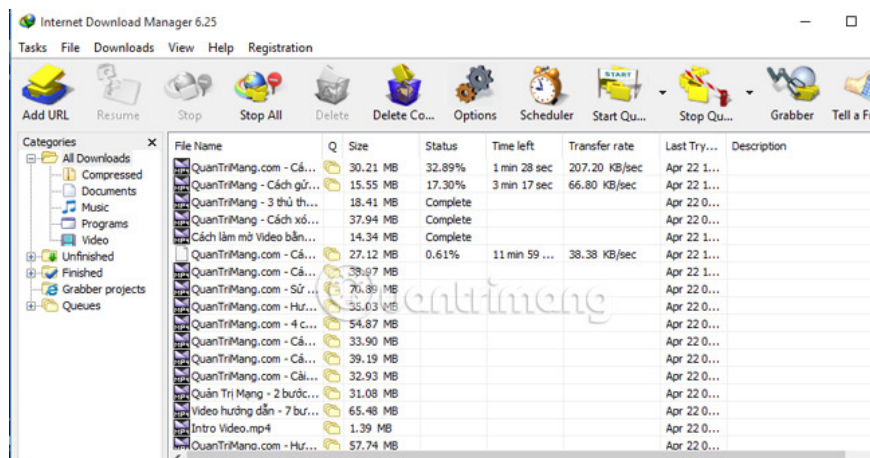 Internet Download Manager 6.25
Tasks File Downloads View Help Registration
Add URL Resume Stop Stop All Delete Delete Co... Options Scheduler START Start Qu... Stop Qu... Grabber Tell a F
Categories
File Name Q Size Status Time left Transfer rate Last Try... Description
All Downloads
Compressed
Documents
Music
Programs
Video
Unfinished
Finished
Grabber projects
Queues
QuanTriMang.com - Cá... 30.21 MB 32.89% 1 min 28 sec 207.20 KB/sec Apr 22 1...
QuanTriMang - Cách gử... 15.55 MB 17.30% 3 min 17 sec 66.80 KB/sec Apr 22 1...
QuanTriMang - 3 thủ th... 18.41 MB Complete Apr 22 0...
QuanTriMang - Cách xó... 37.94 MB Complete Apr 22 0...
Cách làm mờ Video bằn... 14.34 MB Complete Apr 22 1...
QuanTriMang.com - Cá... 27.12 MB 0.61% 11 min 59 ... 38.38 KB/sec Apr 22 1...
QuanTriMang.com - Cá... 38.97 MB Apr 22 1...
QuanTriMang.com - Sử ... 70.89 MB Apr 22 0...
QuanTriMang.com - Hư... 35.03 MB Apr 22 0...
QuanTriMang.com - 4 c... 54.87 MB Apr 22 0...
QuanTriMang.com - Cá... 33.90 MB Apr 22 0...
QuanTriMang.com - Cá... 39.19 MB Apr 22 0...
QuanTriMang.com - Cài... 32.93 MB Apr 22 0...
Quản Trị Mạng - 2 bước... 31.08 MB Apr 22 0...
Video hướng dẫn - 7 bư... 65.48 MB Apr 22 0...
Intro Video.mp4 1.39 MB Apr 22 0...
QuanTriMang.com - Hư... 57.74 MB Apr 22 0...
Quantrimang